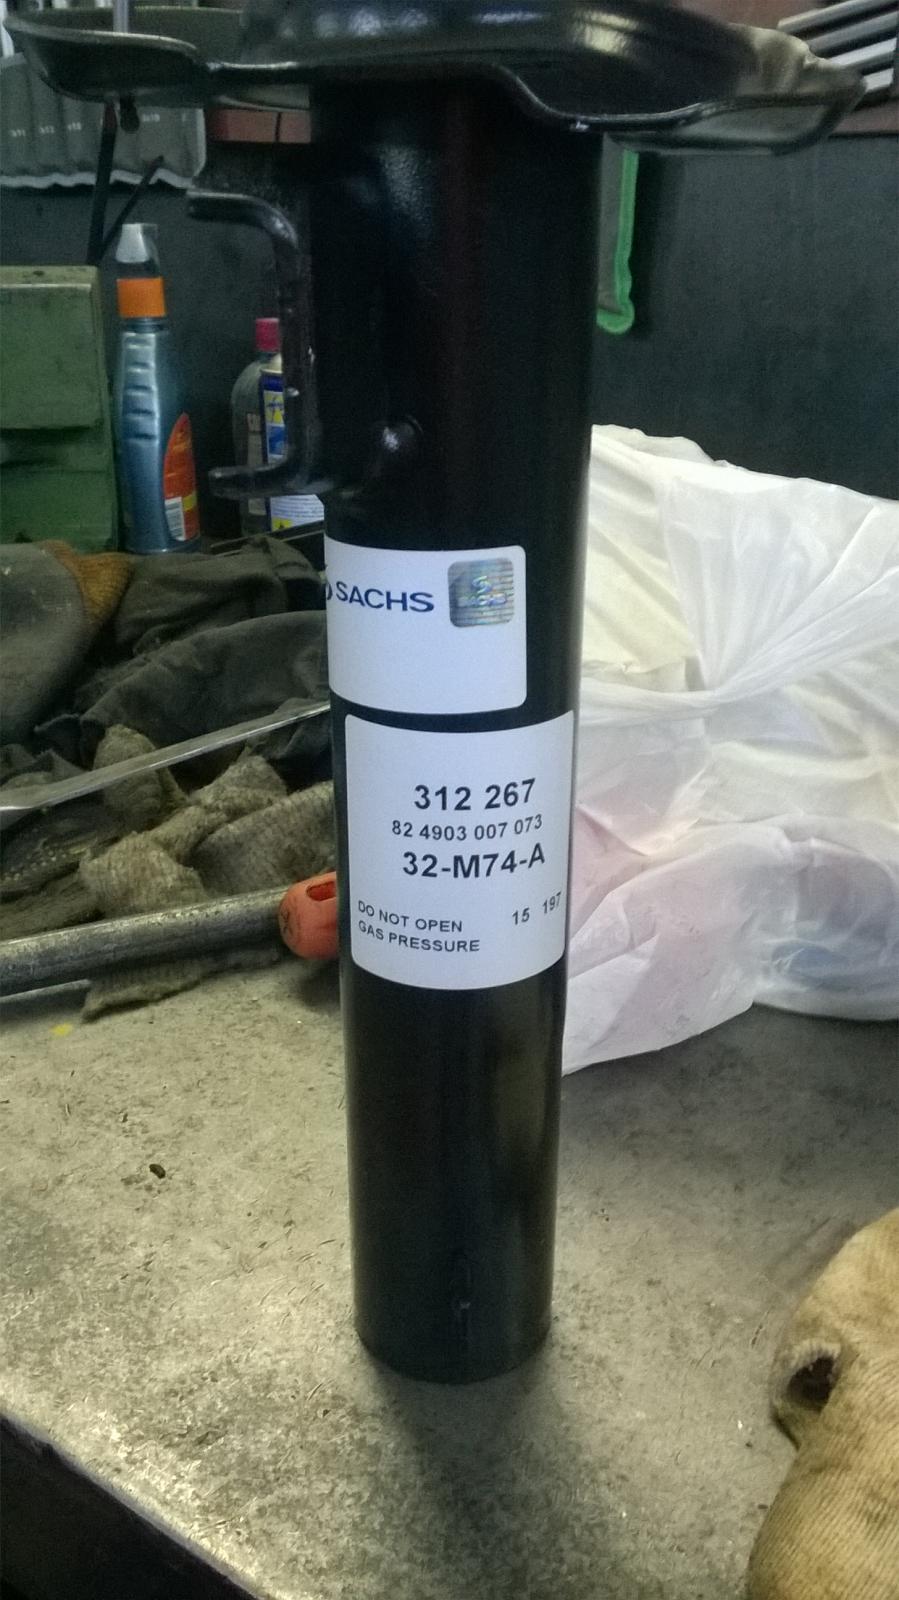 SACHS
312 267
82 4903 007 073
32-M74-A
DO NOT OPEN
GAS PRESSURE
15 197